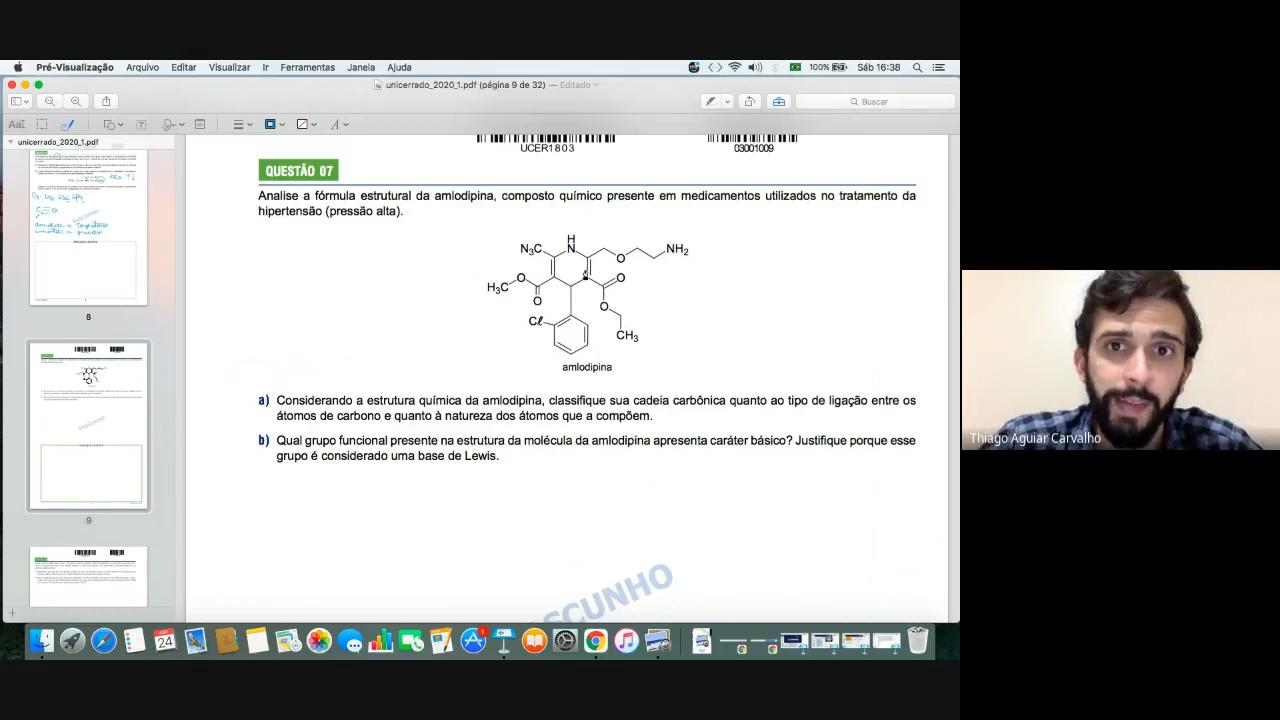 Pré-Visualização Arquivo Editar Visualizar Ir Ferramentas Janela Ajuda 100% Sáb 16:38
unicerrado_2020_1.pdf (página 9 de 32) — Editado
Buscar
unicerrado_2020_1.pdf
UCER1803 03001009
QUESTÃO 07
Analise a fórmula estrutural da amlodipina, composto químico presente em medicamentos utilizados no tratamento da
hipertensão (pressão alta).
H
N₃C N NH₂
O
H₃C O O
O O
Cℓ
CH₃
amlodipina
a) Considerando a estrutura química da amlodipina, classifique sua cadeia carbônica quanto ao tipo de ligação entre os
átomos de carbono e quanto à natureza dos átomos que a compõem.
b) Qual grupo funcional presente na estrutura da molécula da amlodipina apresenta caráter básico? Justifique porque esse
grupo é considerado uma base de Lewis.
8
9
24
1
Thiago Aguiar Carvalho